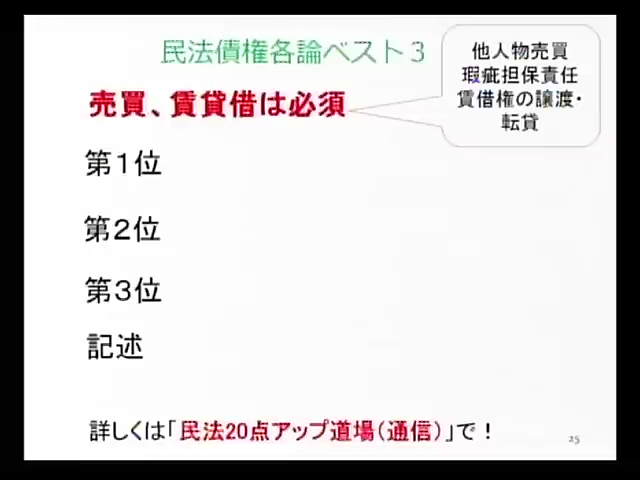 民法債権各論ベスト３
売買、賃貸借は必須
他人物売買
瑕疵担保責任
賃借権の譲渡・
転貸
第１位
第２位
第３位
記述
詳しくは「民法20点アップ道場（通信）」で！
25